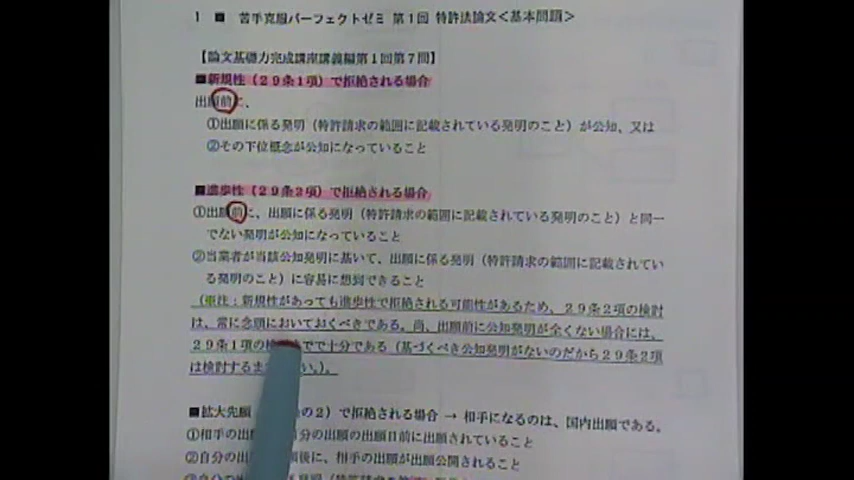 1 ■ 苦手克服パーフェクトゼミ 第1回 特許法論文<基本問題>
【論文基礎力完成講座講義編第1回第7問】
■新規性(29条1項)で拒絶される場合
出願前に、
①出願に係る発明(特許請求の範囲に記載されている発明のこと)が公知、又は
②その下位概念が公知になっていること
■進歩性(29条2項)で拒絶される場合
①出願前に、出願に係る発明(特許請求の範囲に記載されている発明のこと)と同一
でない発明が公知になっていること
②当業者が当該公知発明に基いて、出願に係る発明(特許請求の範囲に記載されてい
る発明のこと)に容易に想到できること
(※注:新規性があっても進歩性で拒絶される可能性があるため、29条2項の検討
は、常に念頭においておくべきである。尚、出願前に公知発明が全くない場合には、
29条1項の検 でで十分である(基づくべき公知発明がないのだから29条2項
は検討するま い。)。
■拡大先願 の2)で拒絶される場合 → 相手になるのは、国内出願である。
①相手の出 分の出願の出願日前に出願されていること
②自分の出 願後に、相手の出願が出願公開されること